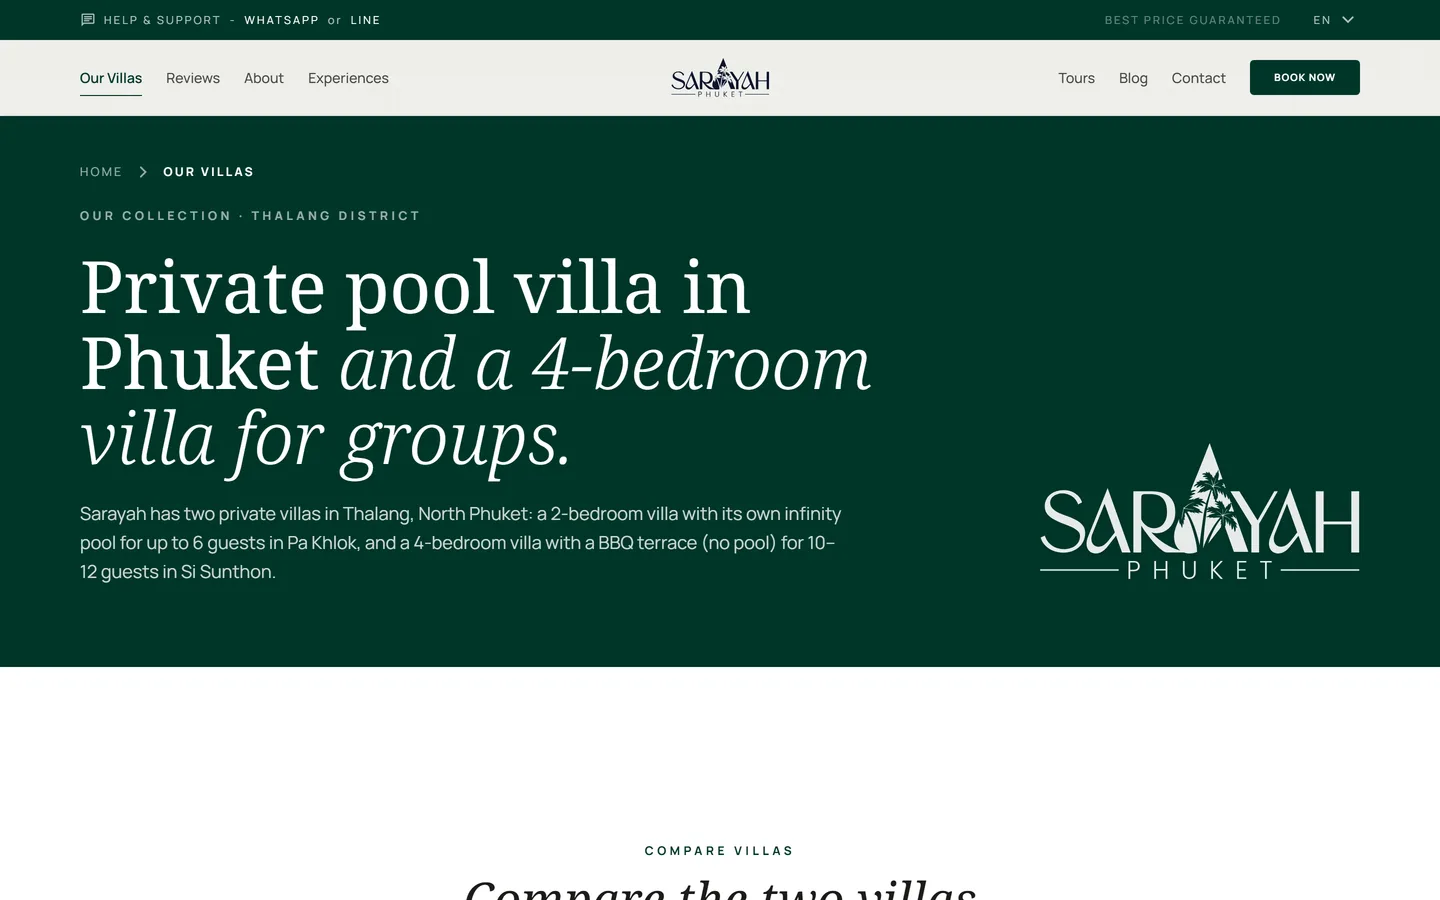 HELP & SUPPORT - WHATSAPP or LINE
BEST PRICE GUARANTEED
EN
Our Villas
Reviews
About
Experiences
SARAYAH
PHUKET
Tours
Blog
Contact
BOOK NOW
HOME
OUR VILLAS
OUR COLLECTION · THALANG DISTRICT
Private pool villa in
Phuket and a 4-bedroom
villa for groups.
Sarayah has two private villas in Thalang, North Phuket: a 2-bedroom villa with its own infinity
pool for up to 6 guests in Pa Khlok, and a 4-bedroom villa with a BBQ terrace (no pool) for 10–
12 guests in Si Sunthon.
SARAYAH
PHUKET
COMPARE VILLAS
Compare the two villas